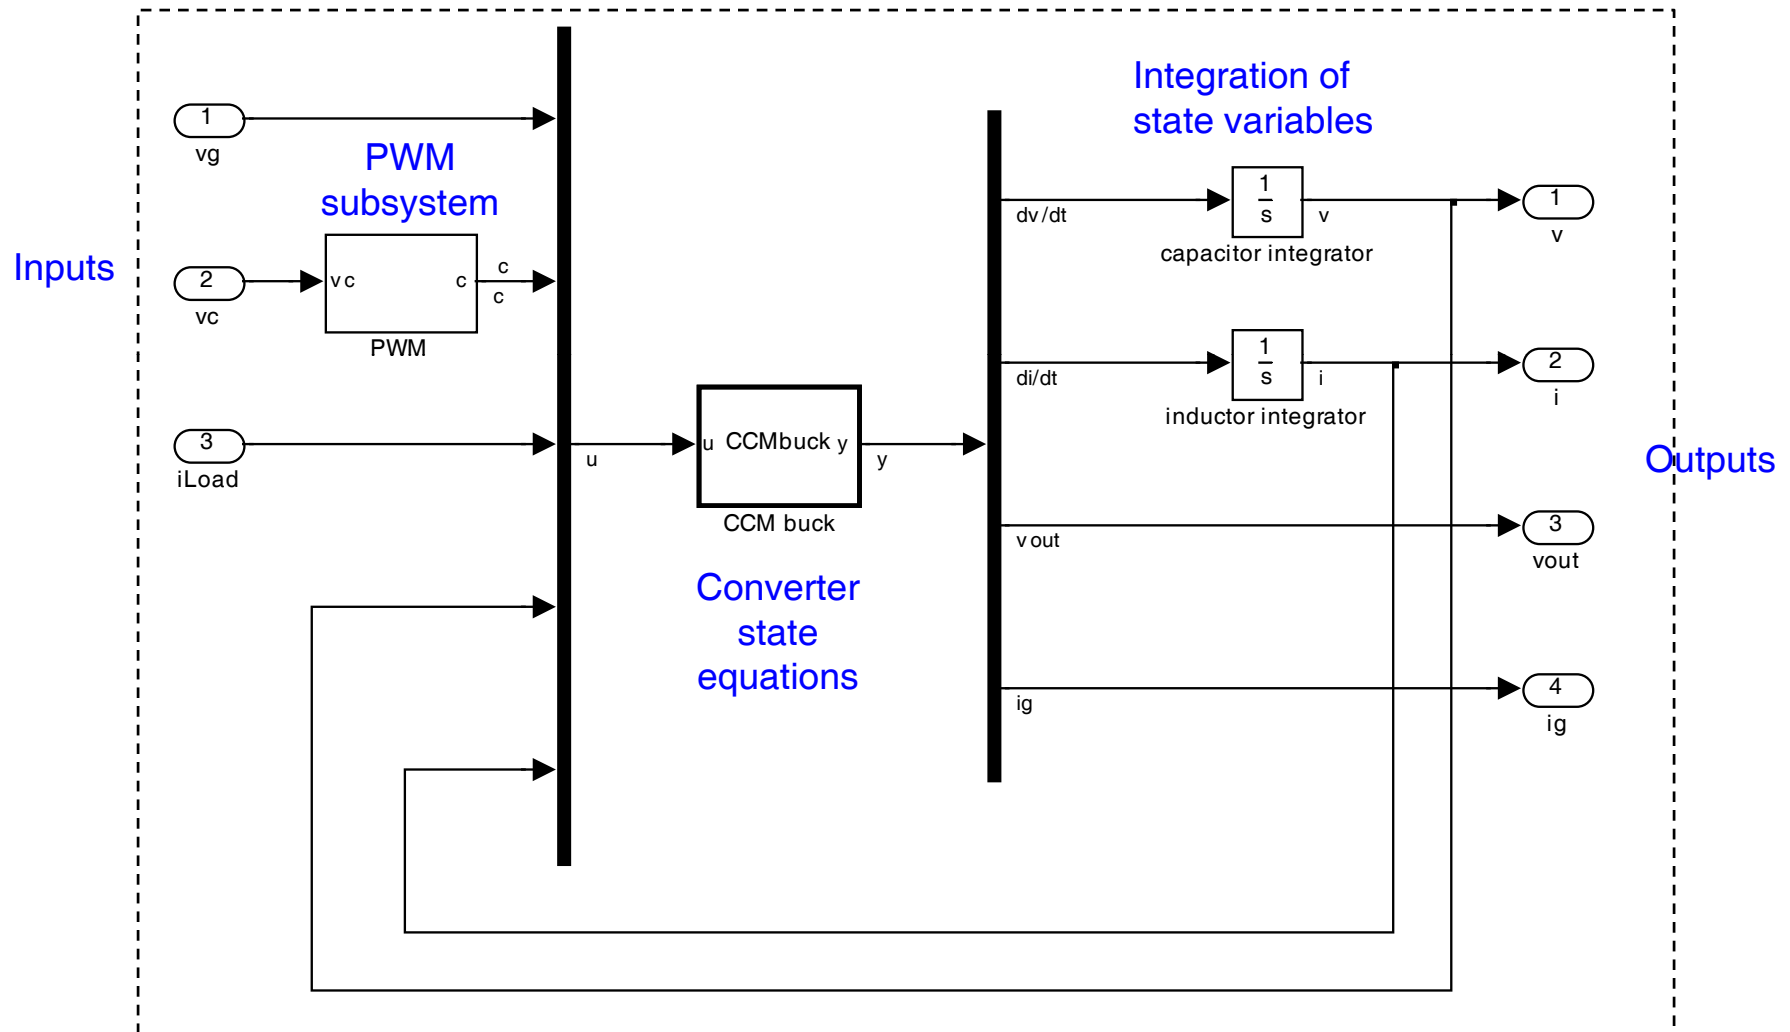 Integration of
state variables
1
vg
PWM
subsystem
Inputs
2
vc
vc
c
c
c
PWM
3
iLoad
u
u
CCMbuck
y
CCM buck
y
Converter
state
equations
dv/dt
1
s
v
capacitor integrator
1
v
di/dt
1
s
i
inductor integrator
2
i
Outputs
vout
3
vout
ig
4
ig